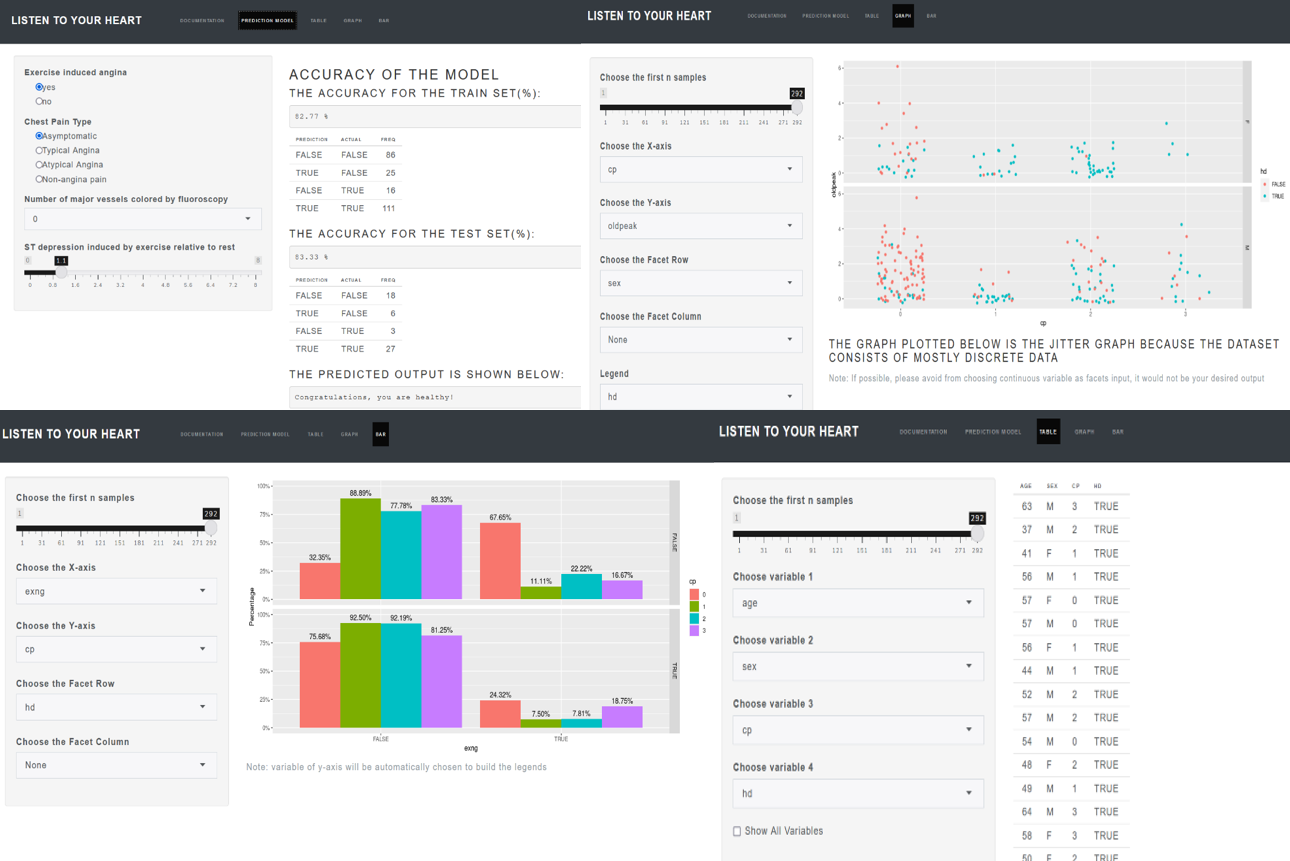 LISTEN TO YOUR HEART
DOCUMENTATION PREDICTION MODEL TABLE GRAPH BAR
Exercise induced angina
yes
no
Chest Pain Type
Asymptomatic
Typical Angina
Atypical Angina
Non-angina pain
Number of major vessels colored by fluoroscopy
0
ST depression induced by exercise relative to rest
0 1.1 8
0 0.8 1.6 2.4 3.2 4 4.8 5.6 6.4 7.2 8
ACCURACY OF THE MODEL
THE ACCURACY FOR THE TRAIN SET(%):
82.77 %
PREDICTION ACTUAL FREQ
FALSE FALSE 86
TRUE FALSE 25
FALSE TRUE 16
TRUE TRUE 111
THE ACCURACY FOR THE TEST SET(%):
83.33 %
PREDICTION ACTUAL FREQ
FALSE FALSE 18
TRUE FALSE 6
FALSE TRUE 3
TRUE TRUE 27
THE PREDICTED OUTPUT IS SHOWN BELOW:
Congratulations, you are healthy!
LISTEN TO YOUR HEART
DOCUMENTATION PREDICTION MODEL TABLE GRAPH BAR
Choose the first n samples
1 292
1 31 61 91 121 151 181 211 241 271 292
Choose the X-axis
cp
Choose the Y-axis
oldpeak
Choose the Facet Row
sex
Choose the Facet Column
None
Legend
hd
6
4
2
0
F
6
4
2
0
M
oldpeak
0 1 2 3
cp
hd
FALSE
TRUE
THE GRAPH PLOTTED BELOW IS THE JITTER GRAPH BECAUSE THE DATASET
CONSISTS OF MOSTLY DISCRETE DATA
Note: If possible, please avoid from choosing continuous variable as facets input, it would not be your desired output
LISTEN TO YOUR HEART
DOCUMENTATION PREDICTION MODEL TABLE GRAPH BAR
Choose the first n samples
1 292
1 31 61 91 121 151 181 211 241 271 292
Choose the X-axis
exng
Choose the Y-axis
cp
Choose the Facet Row
hd
Choose the Facet Column
None
100%
75%
50%
25%
0%
32.35% 88.89% 77.78% 83.33% 67.65% 11.11% 22.22% 16.67%
FALSE
100%
75%
50%
25%
0%
75.68% 92.50% 92.19% 81.25% 24.32% 7.50% 7.81% 18.75%
TRUE
Percentage
FALSE TRUE
exng
cp
0
1
2
3
Note: variable of y-axis will be automatically chosen to build the legends
LISTEN TO YOUR HEART
DOCUMENTATION PREDICTION MODEL TABLE GRAPH BAR
Choose the first n samples
1 292
1 31 61 91 121 151 181 211 241 271 292
Choose variable 1
age
Choose variable 2
sex
Choose variable 3
cp
Choose variable 4
hd
Show All Variables
AGE SEX CP HD
63 M 3 TRUE
37 M 2 TRUE
41 F 1 TRUE
56 M 1 TRUE
57 F 0 TRUE
57 M 0 TRUE
56 F 1 TRUE
44 M 1 TRUE
52 M 2 TRUE
57 M 2 TRUE
54 M 0 TRUE
48 F 2 TRUE
49 M 1 TRUE
64 M 3 TRUE
58 F 3 TRUE
50 F 2 TRUE